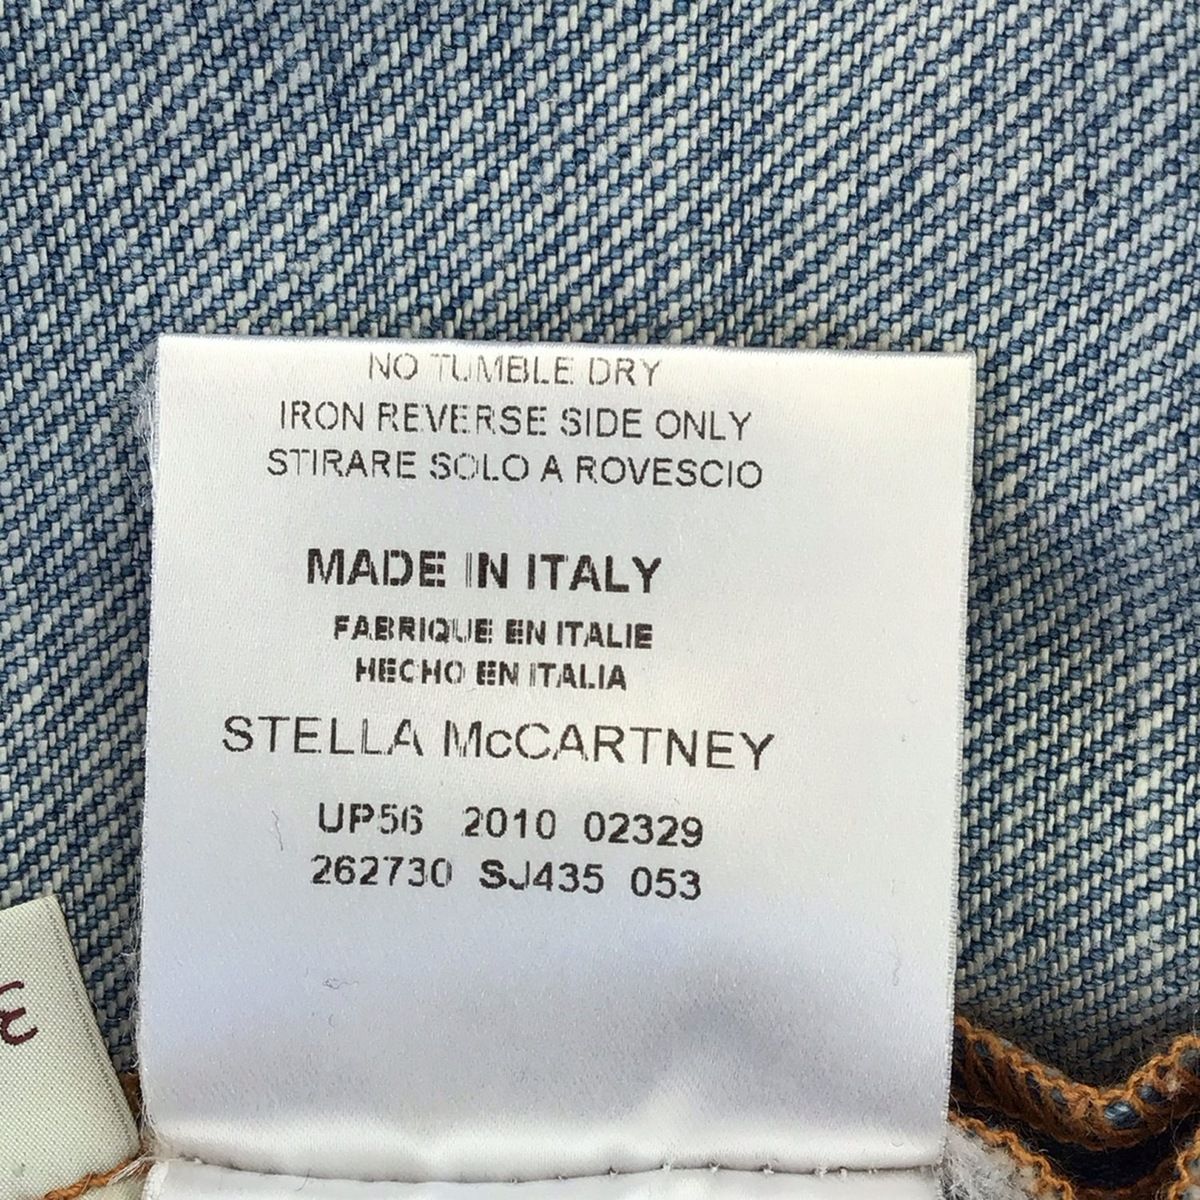 NO TUMBLE DRY
IRON REVERSE SIDE ONLY
STIRARE SOLO A ROVESCIO
MADE IN ITALY
FABRIQUE EN ITALIE
HECHO EN ITALIA
STELLA McCARTNEY
UP56 2010 02329
262730 SJ435 053